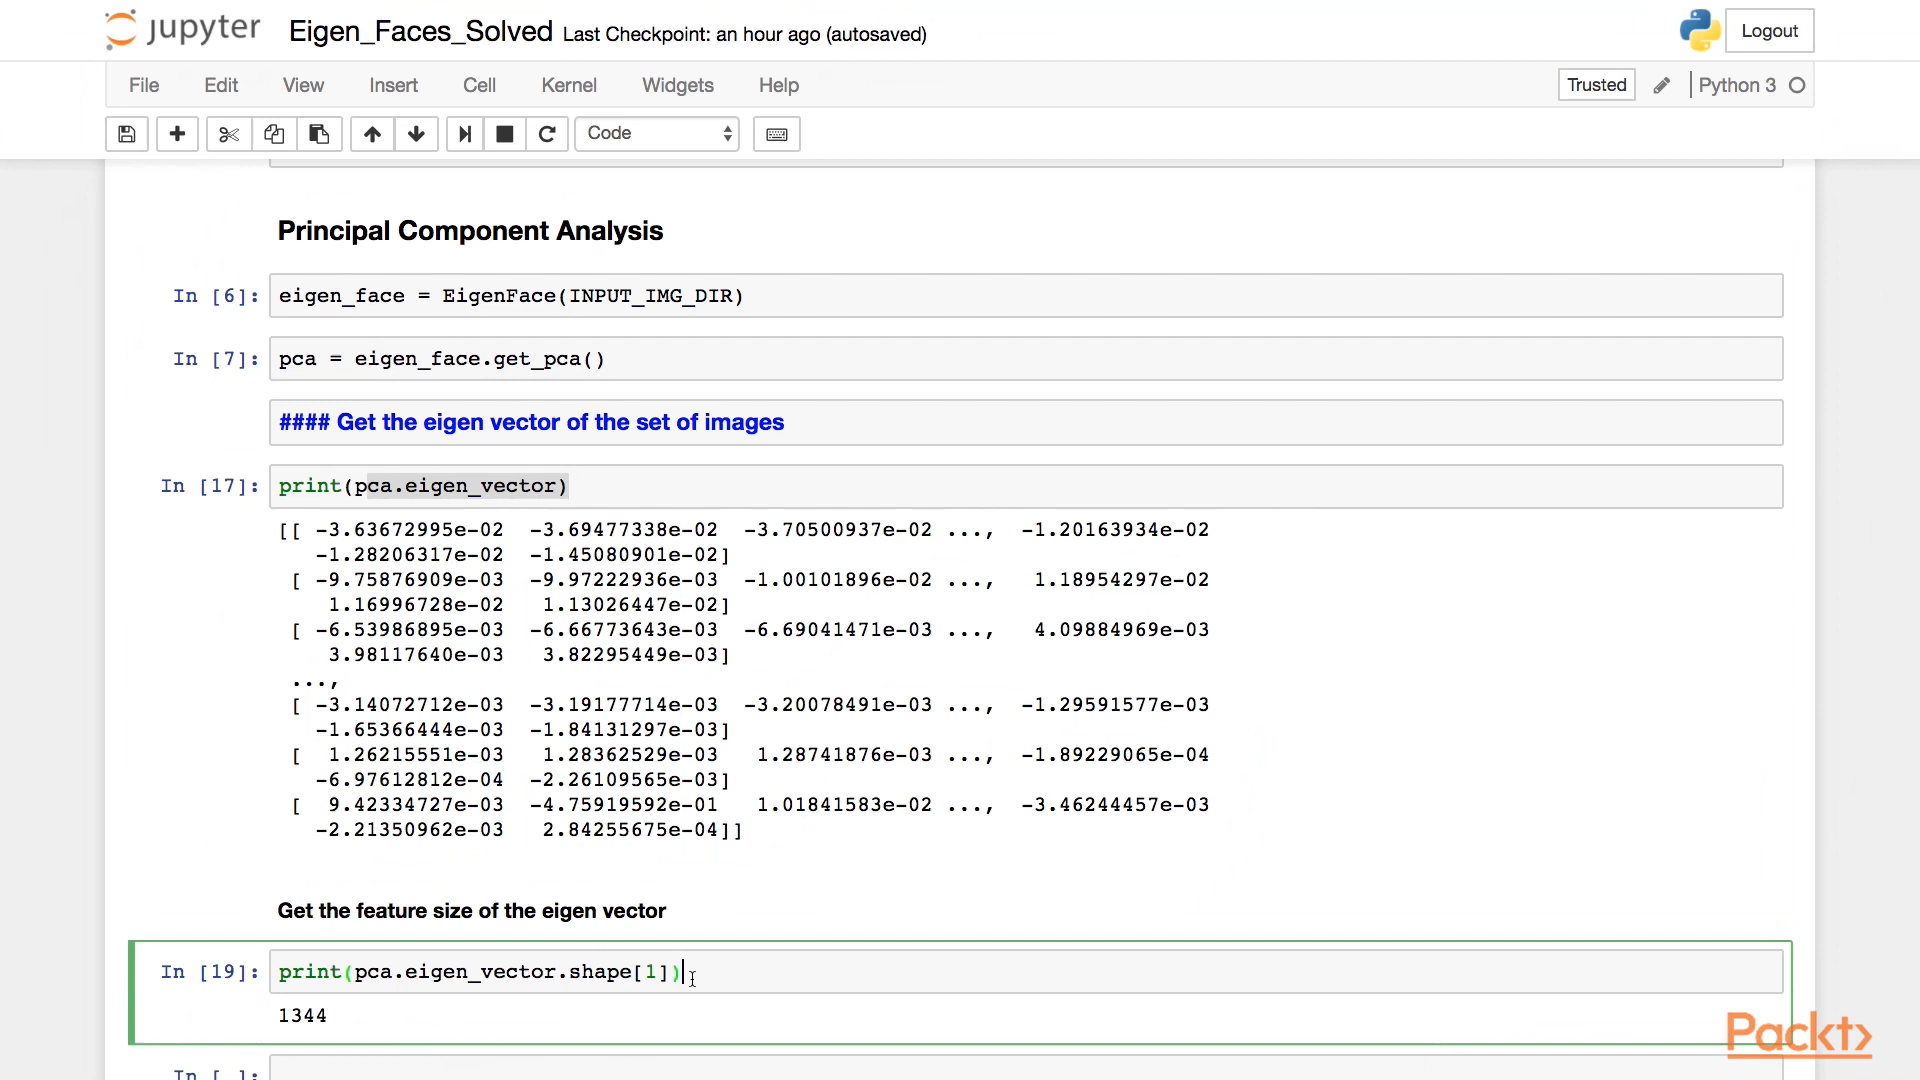 jupyter Eigen_Faces_Solved Last Checkpoint: an hour ago (autosaved) Logout
File Edit View Insert Cell Kernel Widgets Help Trusted Python 3
Code
Principal Component Analysis
In [6]: eigen_face = EigenFace(INPUT_IMG_DIR)
In [7]: pca = eigen_face.get_pca()
#### Get the eigen vector of the set of images
In [17]: print(pca.eigen_vector)
[[ -3.63672995e-02 -3.69477338e-02 -3.70500937e-02 ..., -1.20163934e-02
-1.28206317e-02 -1.45080901e-02]
[ -9.75876909e-03 -9.97222936e-03 -1.00101896e-02 ..., 1.18954297e-02
1.16996728e-02 1.13026447e-02]
[ -6.53986895e-03 -6.66773643e-03 -6.69041471e-03 ..., 4.09884969e-03
3.98117640e-03 3.82295449e-03]
...,
[ -3.14072712e-03 -3.19177714e-03 -3.20078491e-03 ..., -1.29591577e-03
-1.65366444e-03 -1.84131297e-03]
[ 1.26215551e-03 1.28362529e-03 1.28741876e-03 ..., -1.89229065e-04
-6.97612812e-04 -2.26109565e-03]
[ 9.42334727e-03 -4.75919592e-01 1.01841583e-02 ..., -3.46244457e-03
-2.21350962e-03 2.84255675e-04]]
Get the feature size of the eigen vector
In [19]: print(pca.eigen_vector.shape[1])
1344
Packt>
In [ ]: